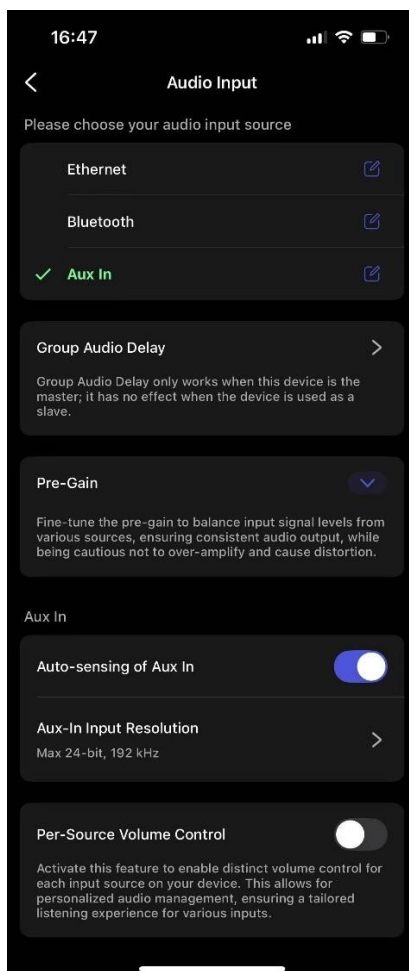 16:47
Audio Input
Please choose your audio input source
Ethernet
Bluetooth
Aux In
Group Audio Delay
Group Audio Delay only works when this device is the
master; it has no effect when the device is used as a
slave.
Pre-Gain
Fine-tune the pre-gain to balance input signal levels from
various sources, ensuring consistent audio output, while
being cautious not to over-amplify and cause distortion.
Aux In
Auto-sensing of Aux In
Aux-In Input Resolution
Max 24-bit, 192 kHz
Per-Source Volume Control
Activate this feature to enable distinct volume control for
each input source on your device. This allows for
personalized audio management, ensuring a tailored
listening experience for various inputs.